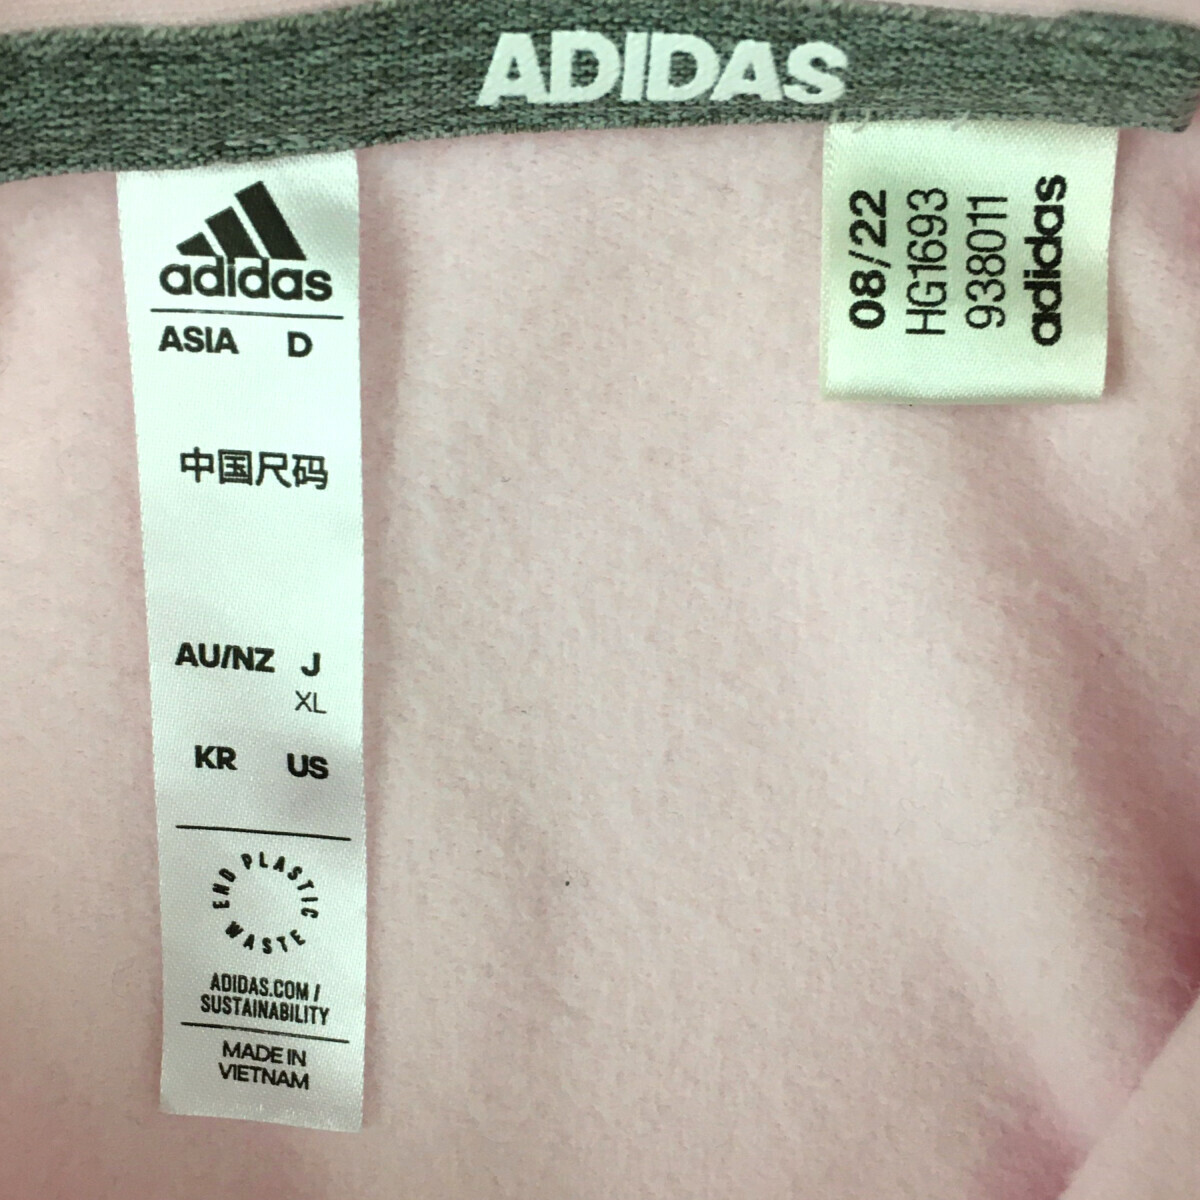 ADIDAS
adidas
ASIA D
中国尺码
AU/NZ J
XL
KR US
END PLASTIC WASTE
ADIDAS.COM /
SUSTAINABILITY
MADE IN
VIETNAM
08/22
HG1693
938011
adidas